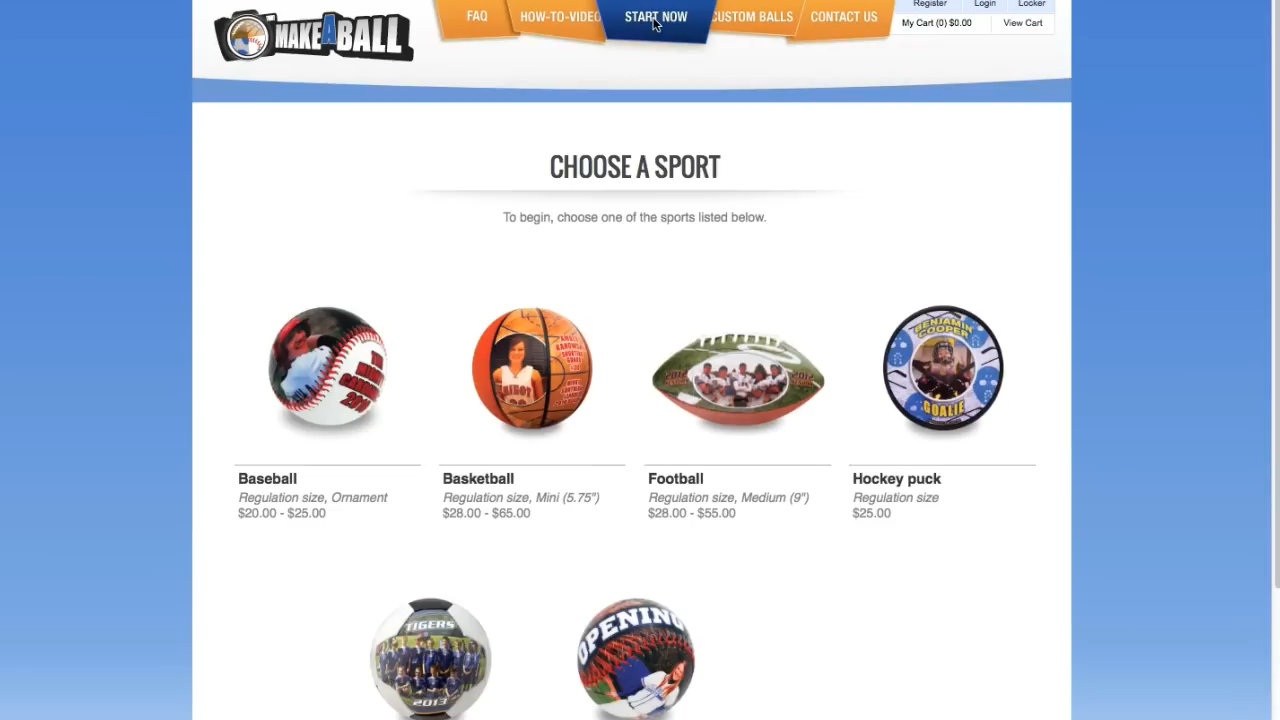 MAKEABALL
FAQ
HOW-TO-VIDEO
START NOW
CUSTOM BALLS
CONTACT US
Register
Login
Locker
My Cart (0) $0.00
View Cart
CHOOSE A SPORT
To begin, choose one of the sports listed below.
BENJAMIN
COOPER
GOALIE
Baseball
Regulation size, Ornament
$20.00 - $25.00
Basketball
Regulation size, Mini (5.75")
$28.00 - $65.00
Football
Regulation size, Medium (9")
$28.00 - $55.00
Hockey puck
Regulation size
$25.00
TIGERS
2013
OPENING